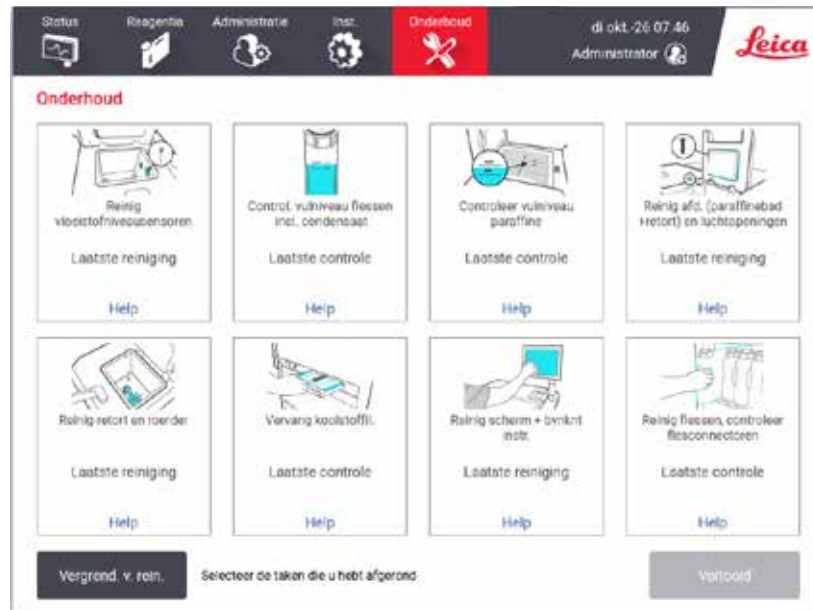 Status Reagentia Administratie Inst. Onderhoud
di okt.-26 07:46
Administrator
Leica
Onderhoud
Reinig
vloeistofniveausensoren
Laatste reiniging
Help
Control. vulniveau flessen
incl. condensaat
Laatste controle
Help
Controleer vulniveau
paraffine
Laatste controle
Help
Reinig afd. (paraffinebad
+retort) en luchtopeningen
Laatste reiniging
Help
Reinig retort en roerder
Laatste reiniging
Help
Vervang koolstoffil.
Laatste controle
Help
Reinig scherm + bvnknt
instr.
Laatste reiniging
Help
Reinig flessen, controleer
flesconnectoren
Laatste controle
Help
Vergrend. v. rein.
Selecteer de taken die u hebt afgerond
Voltooid